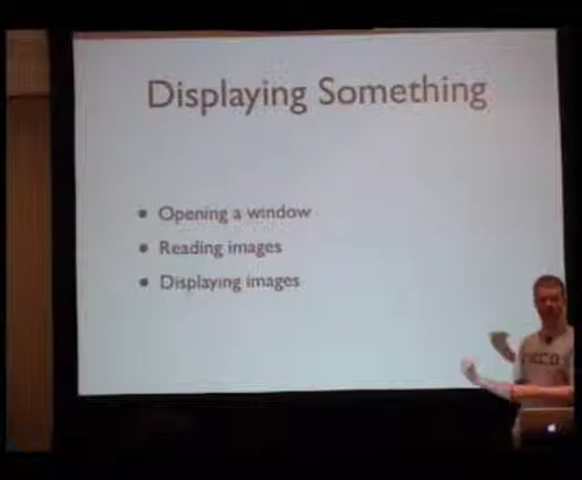 Displaying Something
Opening a window
Reading images
Displaying images